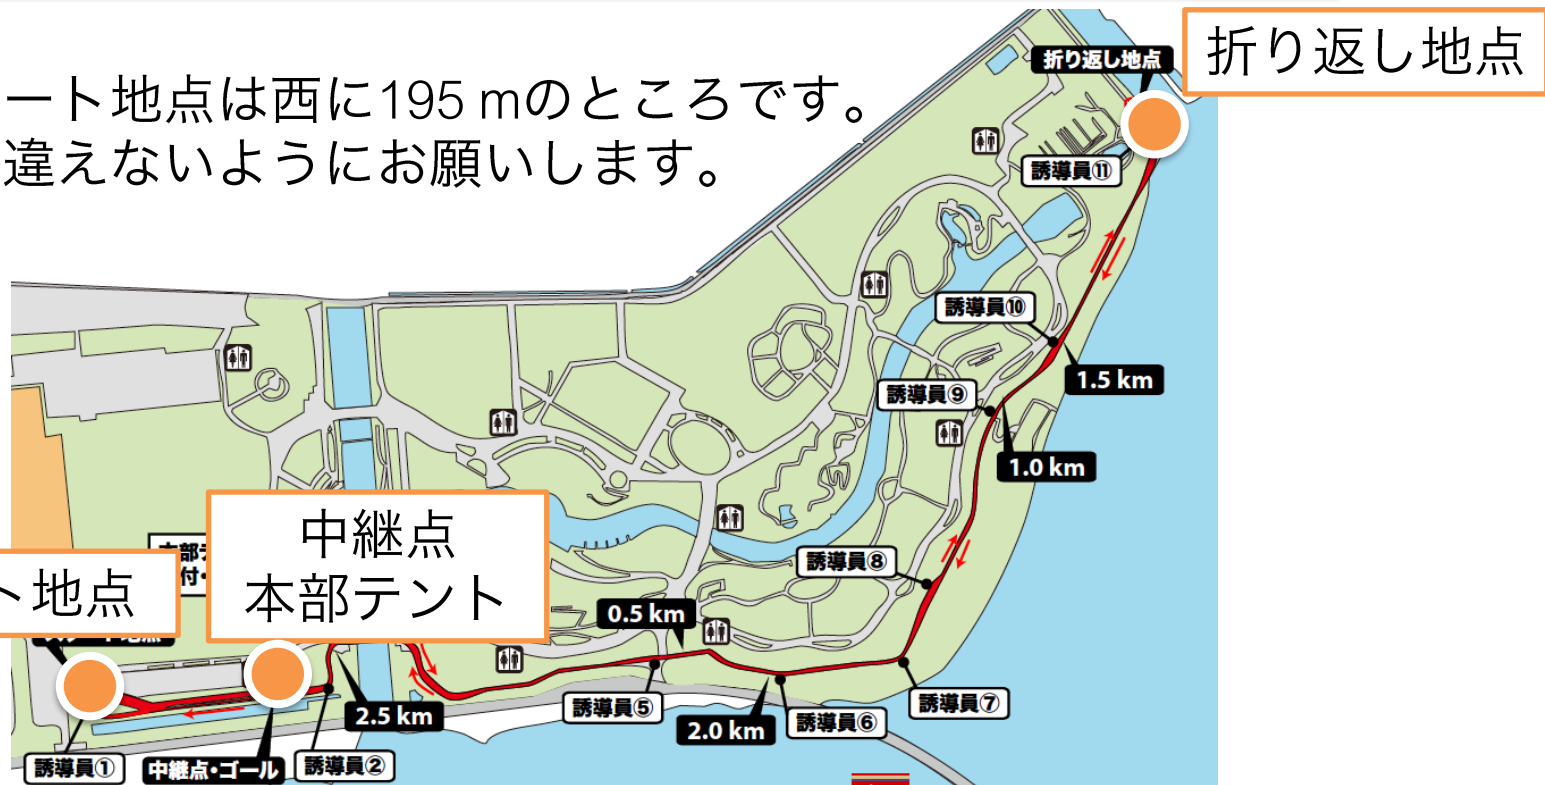 ート地点は西に195 mのところです。
違えないようにお願いします。
折り返し地点
折り返し地点
誘導員⑪
誘導員⑩
1.5 km
誘導員⑨
1.0 km
誘導員⑧
中継点
本部テント
ト地点
0.5 km
誘導員⑤
2.0 km
誘導員⑥
誘導員⑦
2.5 km
誘導員①
中継点・ゴール
誘導員②